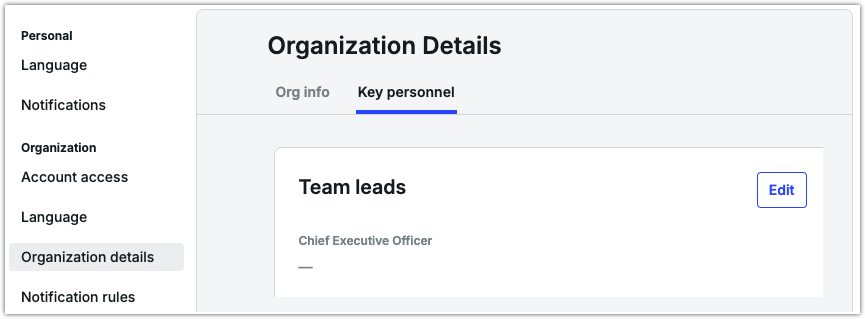 Personal
Language
Notifications
Organization
Account access
Language
Organization details
Notification rules
Organization Details
Org info Key personnel
Team leads
Edit
Chief Executive Officer
—